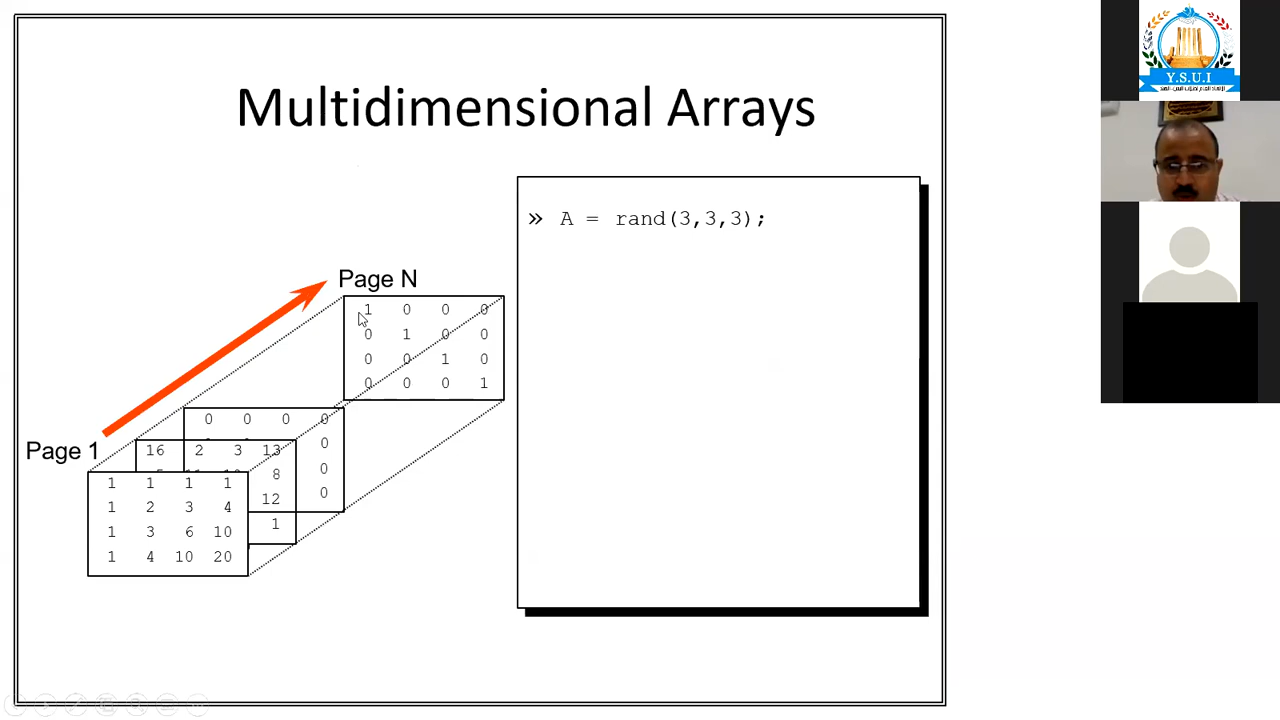 Multidimensional Arrays
» A = rand(3,3,3);
Page N
1 0 0 0
0 1 0 0
0 0 1 0
0 0 0 1
Page 1
0 0 0 0
0
0
0
16 2 3 13
8
12
1
1 1 1 1
1 2 3 4
1 3 6 10
1 4 10 20
Y.S.U.I